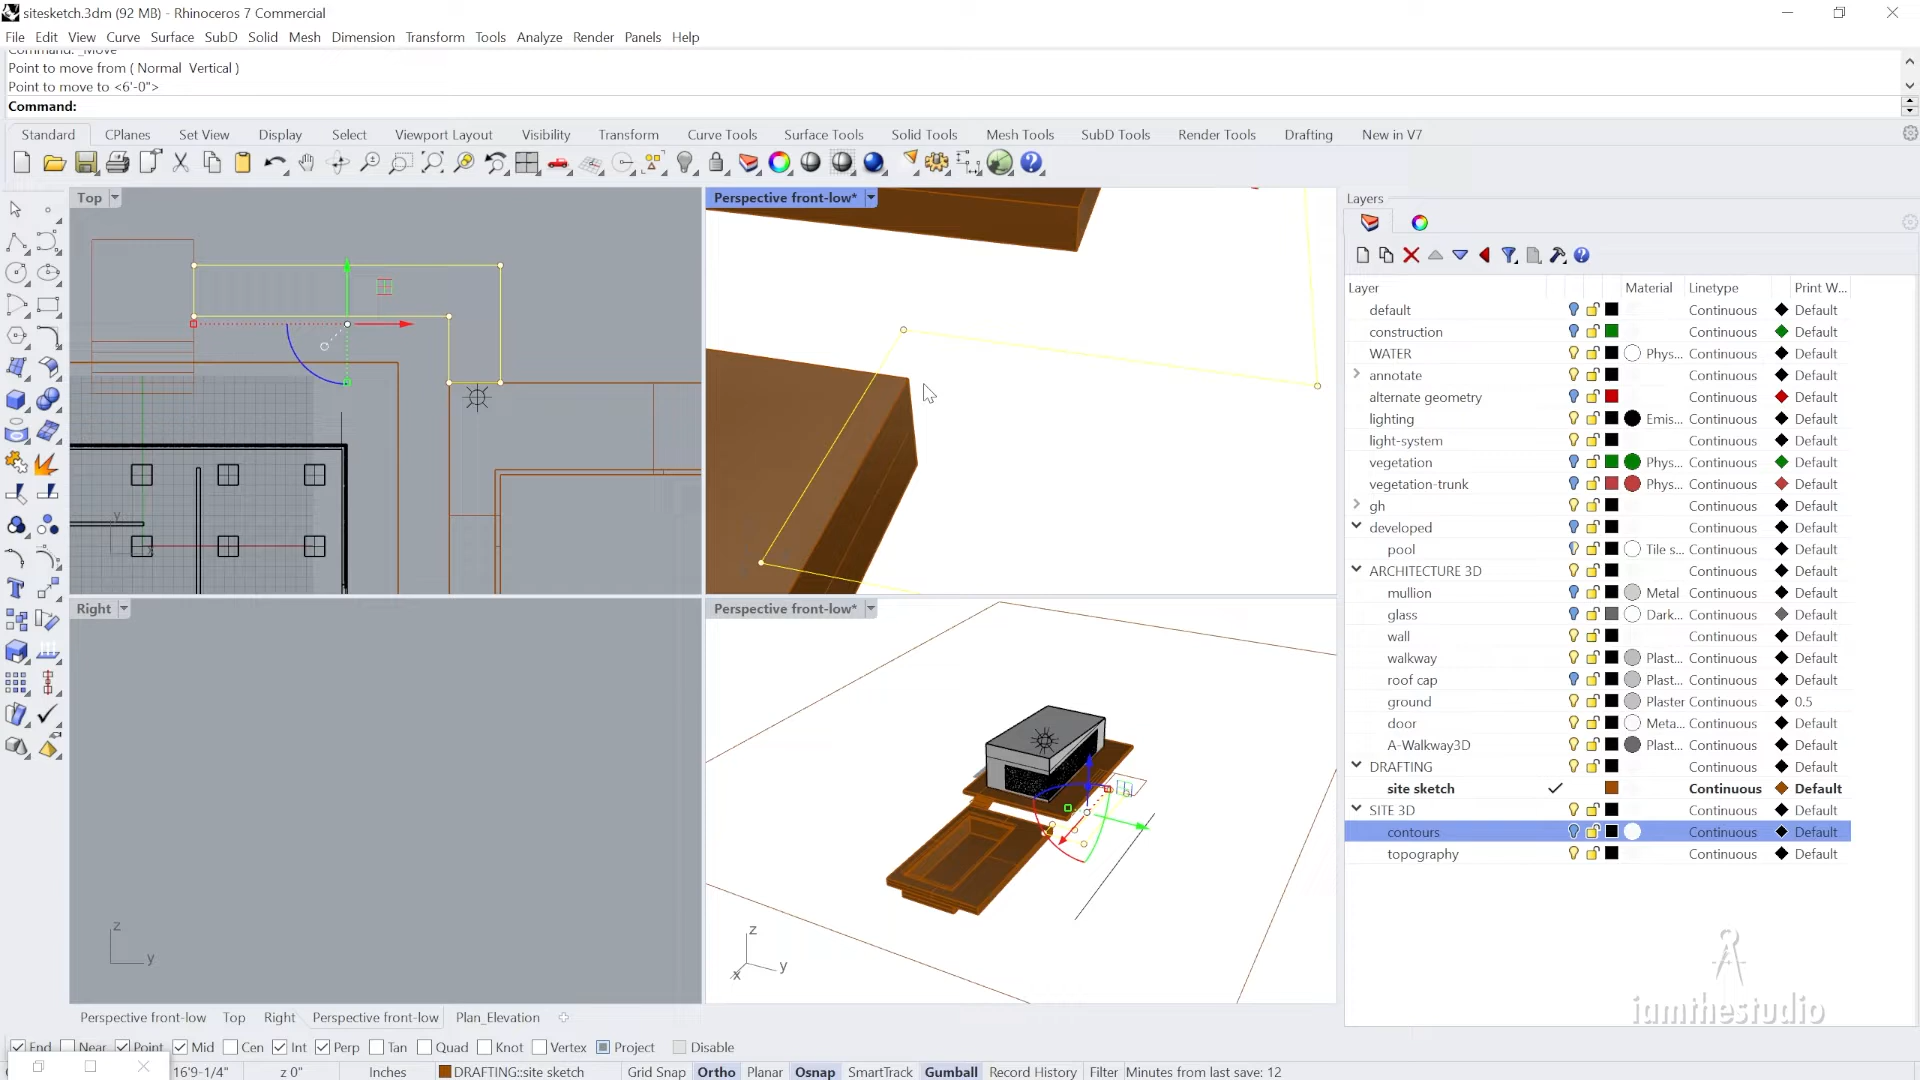 sitesketch.3dm (92 MB) - Rhinoceros 7 Commercial
File Edit View Curve Surface SubD Solid Mesh Dimension Transform Tools Analyze Render Panels Help
Command: _Move
Point to move from ( Normal Vertical )
Point to move to <6'-0">
Command:
Standard CPlanes Set View Display Select Viewport Layout Visibility Transform Curve Tools Surface Tools Solid Tools Mesh Tools SubD Tools Render Tools Drafting New in V7
Top
Perspective front-low*
Layers
Layer Material Linetype Print W...
default Continuous Default
construction Continuous Default
WATER Phys... Continuous Default
annotate Continuous Default
alternate geometry Continuous Default
lighting Emis... Continuous Default
light-system Continuous Default
vegetation Phys... Continuous Default
vegetation-trunk Phys... Continuous Default
gh Continuous Default
developed Continuous Default
pool Tile s... Continuous Default
ARCHITECTURE 3D Continuous Default
mullion Metal Continuous Default
glass Dark... Continuous Default
wall Continuous Default
walkway Plast... Continuous Default
roof cap Plast... Continuous Default
ground Plaster Continuous 0.5
door Meta... Continuous Default
A-Walkway3D Plast... Continuous Default
DRAFTING Continuous Default
site sketch Continuous Default
SITE 3D Continuous Default
contours Continuous Default
topography Continuous Default
y
x
Right
Perspective front-low*
z
y
z
y
x
iamthestudio
Perspective front-low Top Right Perspective front-low Plan_Elevation
End Near Point Mid Cen Int Perp Tan Quad Knot Vertex Project Disable
16'9-1/4" z 0" Inches DRAFTING::site sketch Grid Snap Ortho Planar Osnap SmartTrack Gumball Record History Filter Minutes from last save: 12